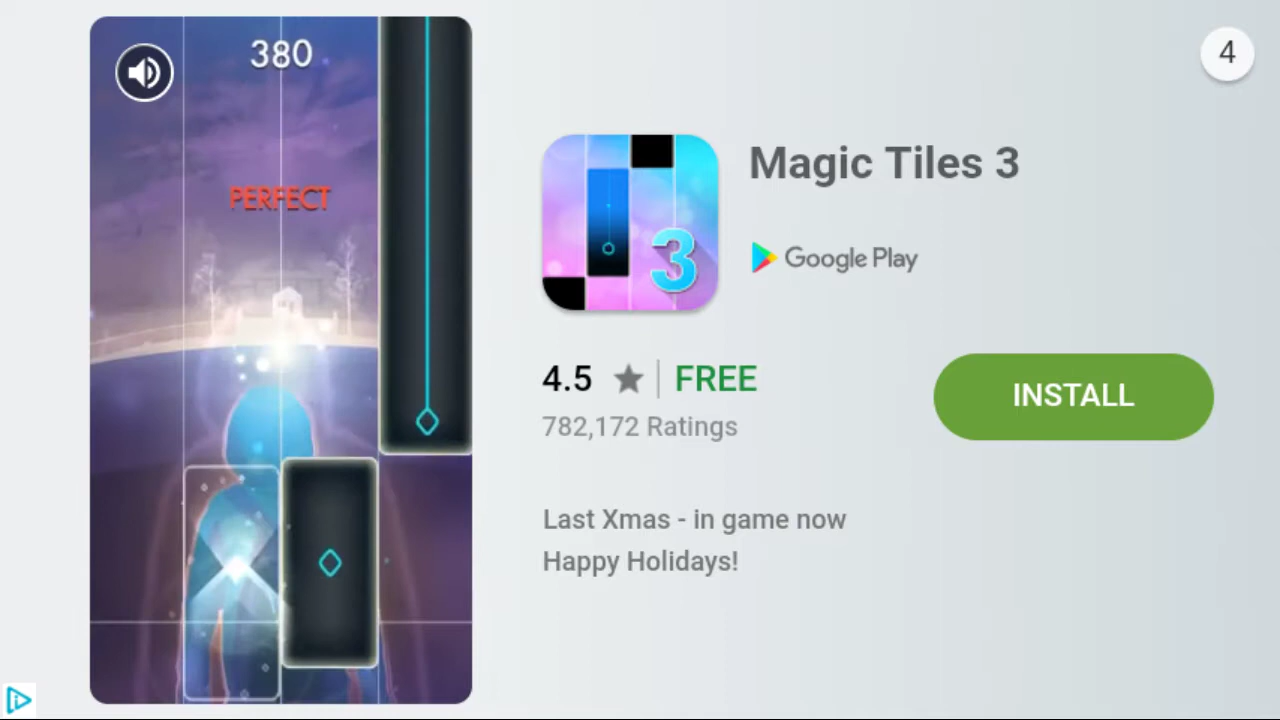 380
PERFECT
4
3
Magic Tiles 3
Google Play
4.5 FREE
782,172 Ratings
INSTALL
Last Xmas - in game now
Happy Holidays!